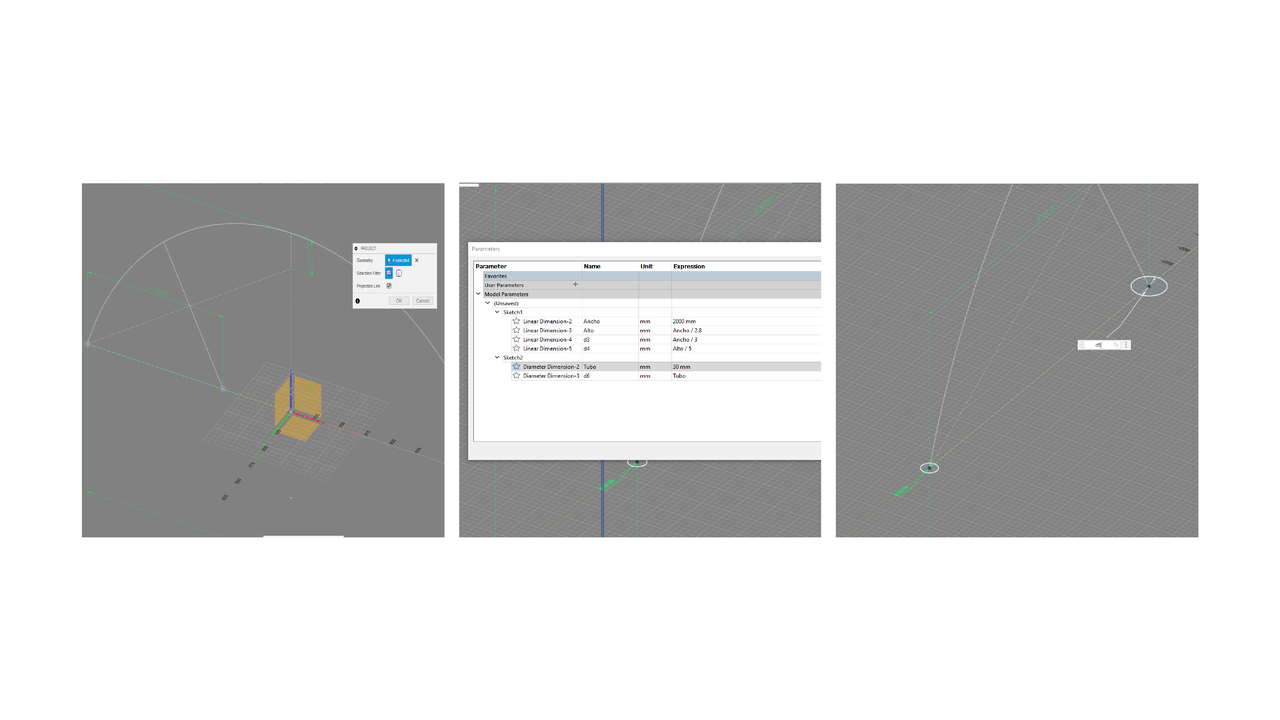 PROJECT
Geometry 4 selected
Selection Filter
Projection Link
OK Cancel
Parameters
Parameter Name Unit Expression
Favorites
User Parameters
Model Parameters
(Unsaved)
Sketch1
Linear Dimension-2 Ancho mm 2000 mm
Linear Dimension-3 Alto mm Ancho / 2.8
Linear Dimension-4 d3 mm Ancho / 3
Linear Dimension-5 d4 mm Alto / 5
Sketch2
Diameter Dimension-2 Tubo mm 30 mm
Diameter Dimension-3 d6 mm Tubo